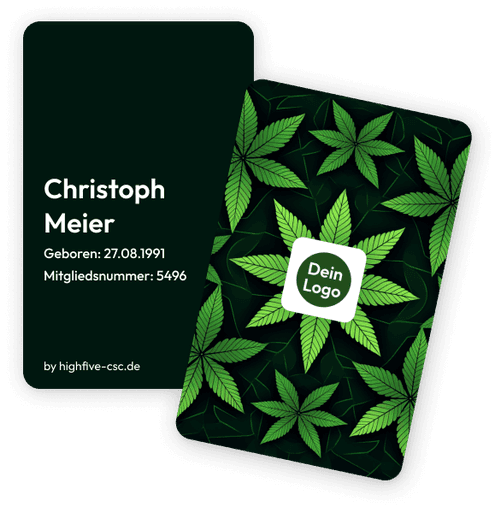 Christoph
Meier
Geboren: 27.08.1991
Mitgliedsnummer: 5496
by highfive-csc.de
Dein
Logo